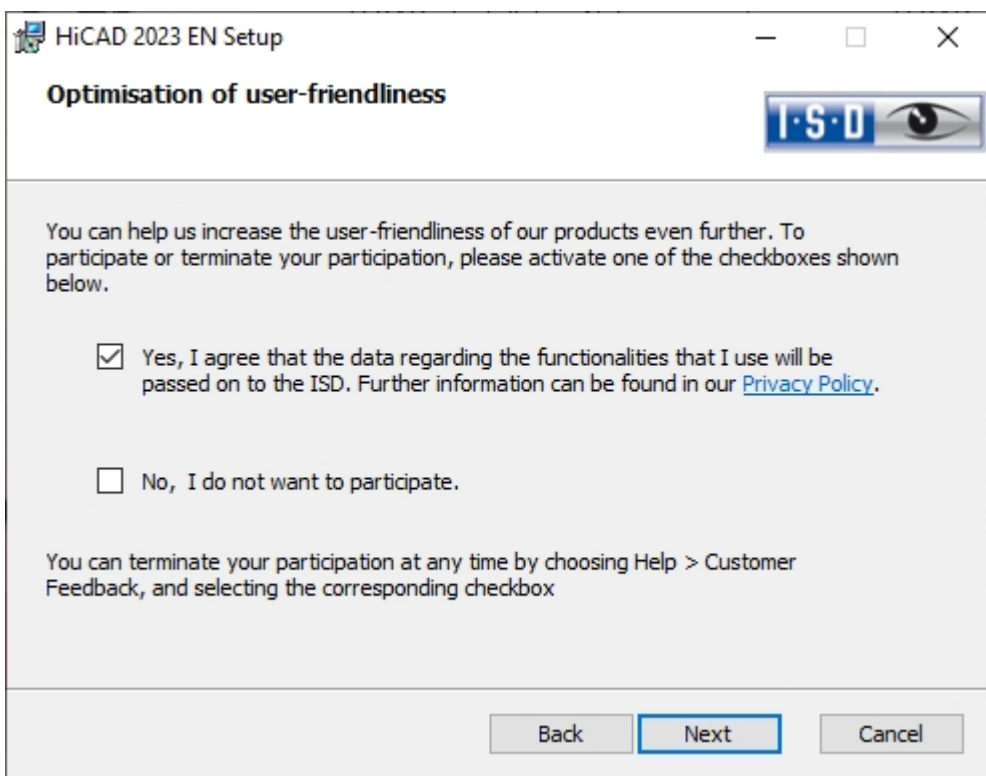 HiCAD 2023 EN Setup
Optimisation of user-friendliness
I·S·D
You can help us increase the user-friendliness of our products even further. To
participate or terminate your participation, please activate one of the checkboxes shown
below.
Yes, I agree that the data regarding the functionalities that I use will be
passed on to the ISD. Further information can be found in our Privacy Policy.
No, I do not want to participate.
You can terminate your participation at any time by choosing Help > Customer
Feedback, and selecting the corresponding checkbox
Back Next Cancel